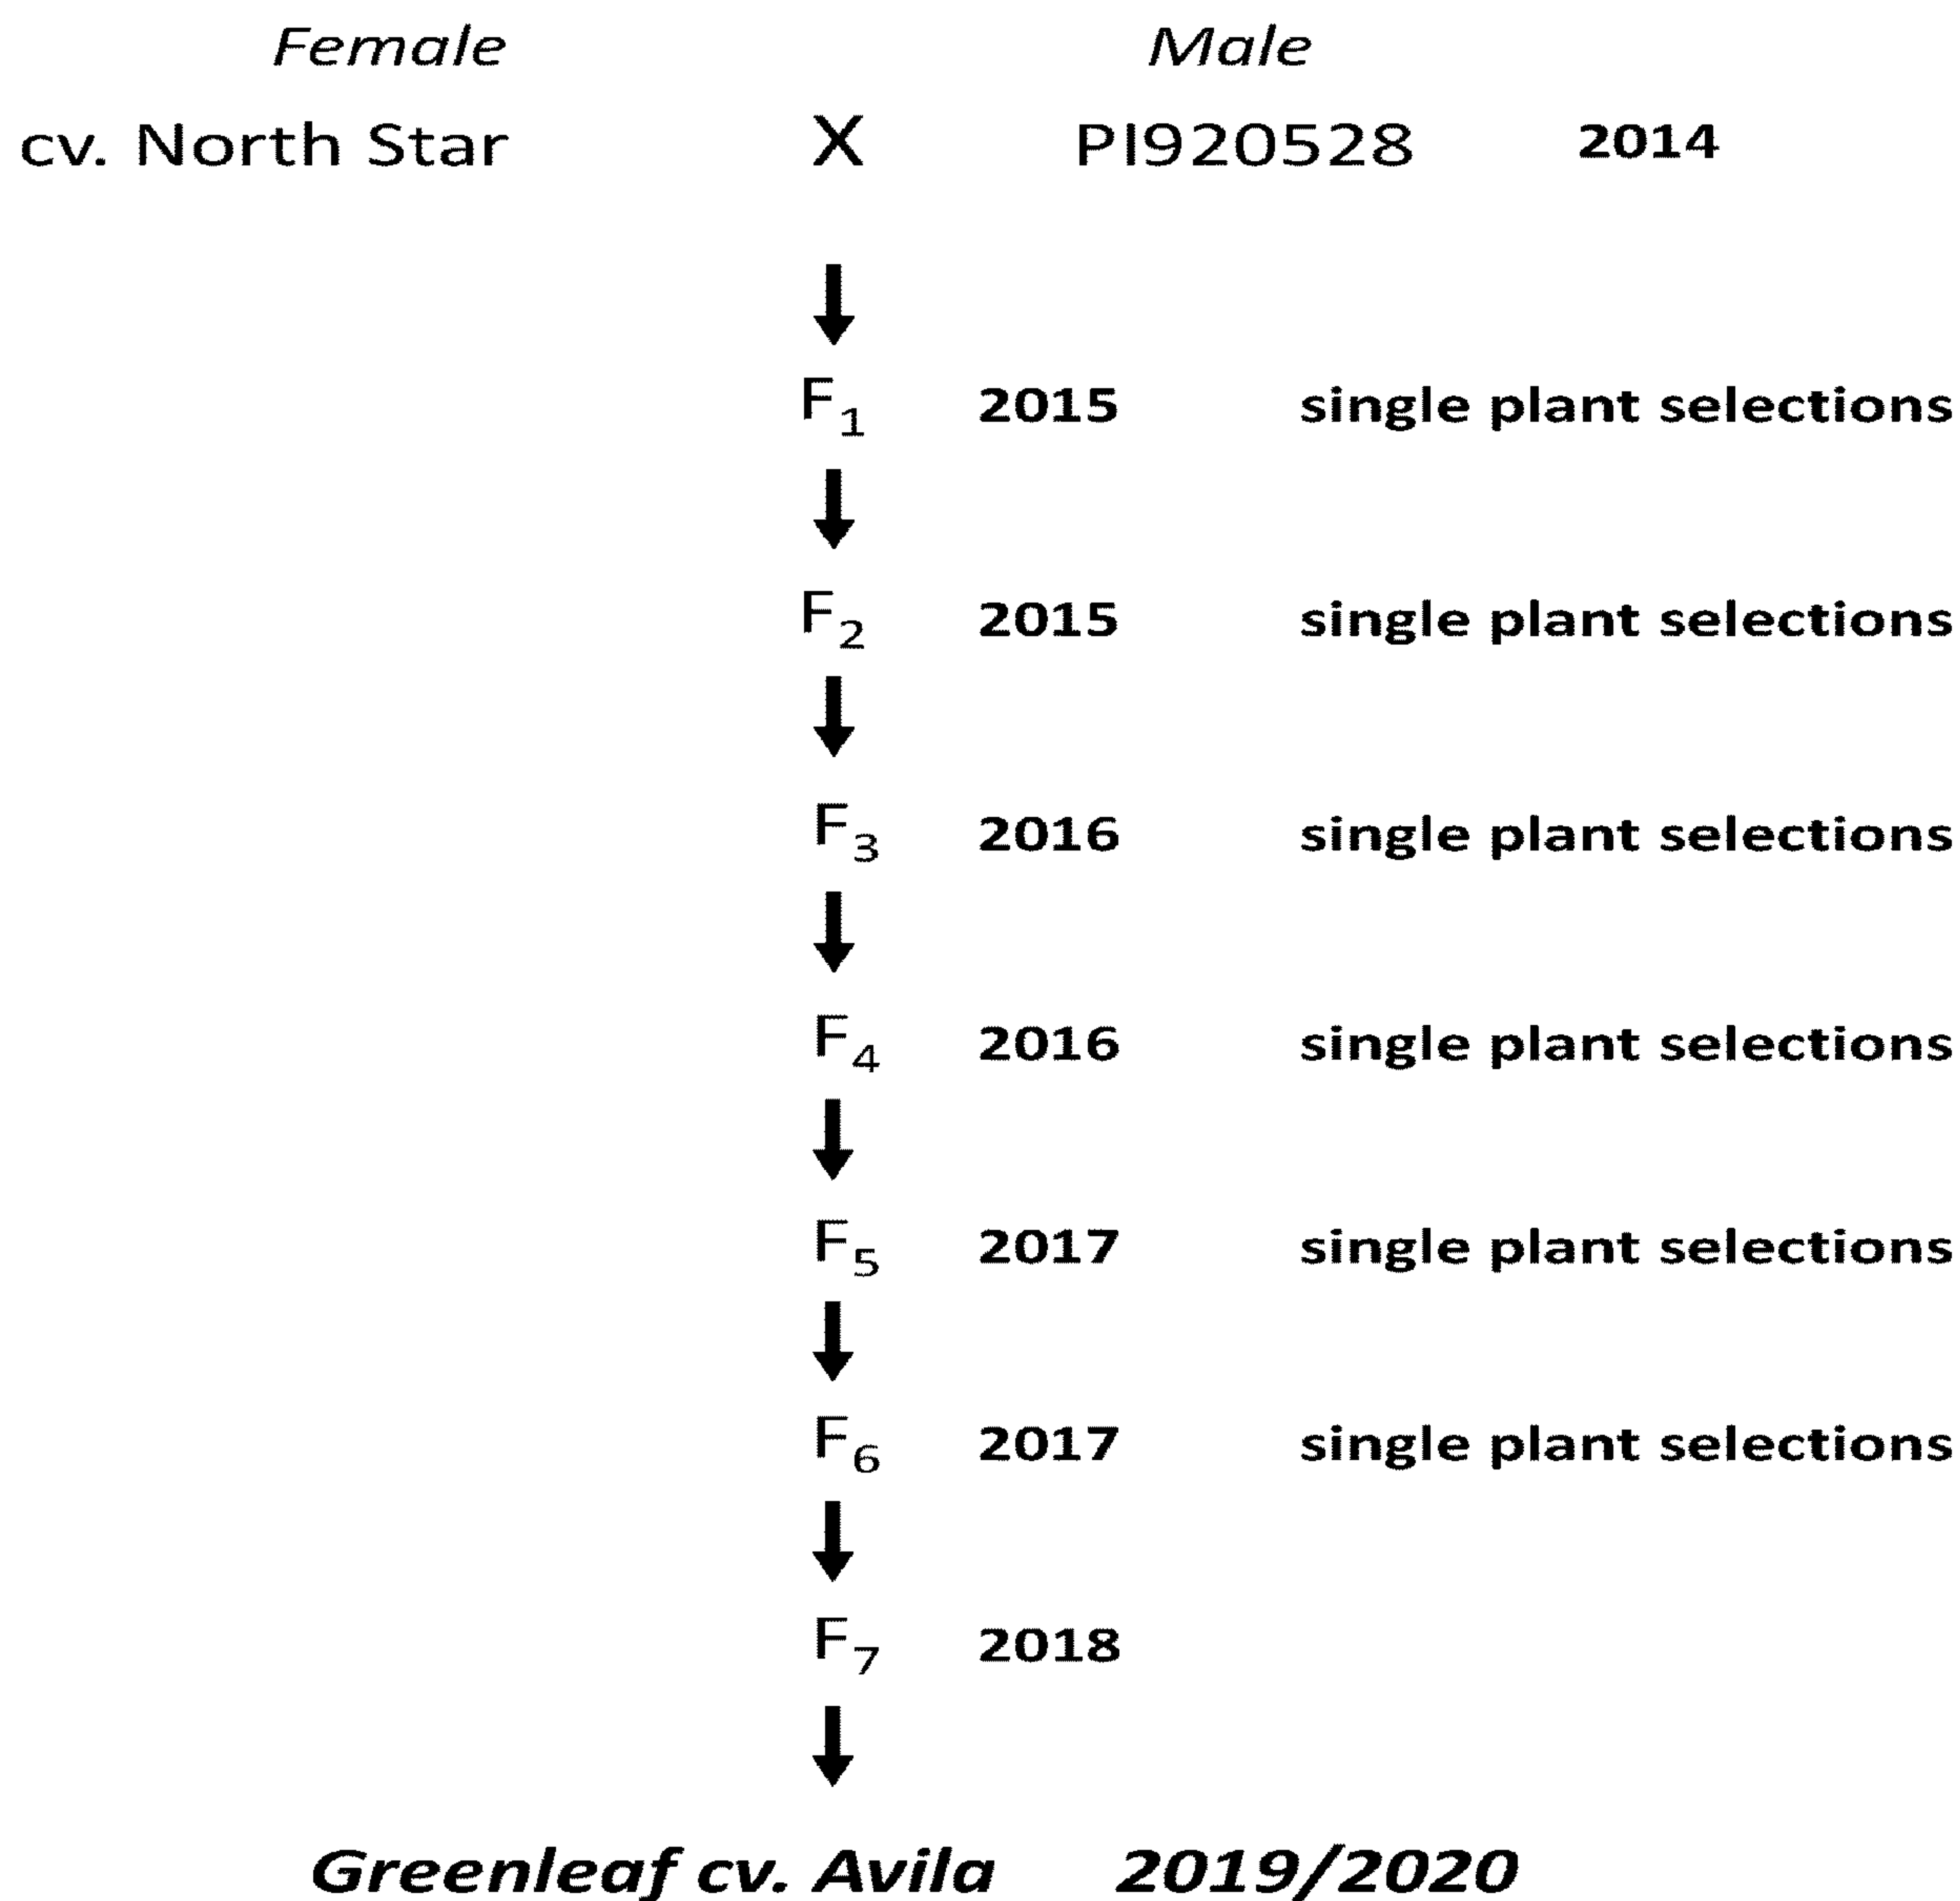 Female Male
cv. North Star X PI920528 2014
F1 2015 single plant selections
F2 2015 single plant selections
F3 2016 single plant selections
F4 2016 single plant selections
F5 2017 single plant selections
F6 2017 single plant selections
F7 2018
Greenleaf cv. Avila 2019/2020